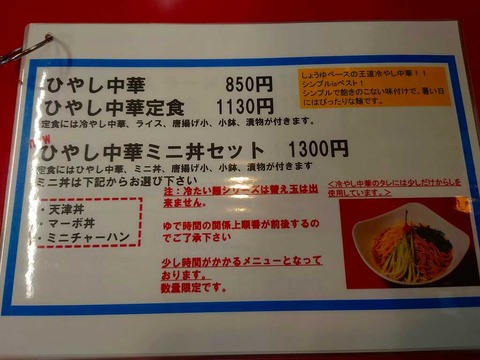 ひやし中華 850円
ひやし中華定食 1130円
定食には冷やし中華、ライス、唐揚げ小、小鉢、漬物が付きます。
しょうゆベースの王道冷やし中華！！
シンプルisベスト！
シンプルで飽きのこない味付けで、暑い日
にはぴったりな麺です。
new
ひやし中華ミニ丼セット 1300円
定食にはひやし中華、ミニ丼、唐揚げ小、小鉢、漬物が付きます
ミニ丼は下記からお選び下さい
・天津丼
・マーボ丼
・ミニチャーハン
注：冷たい麺シリーズは替え玉は出
来ません。
ゆで時間の関係上順番が前後するの
でご了承下さい
少し時間がかかるメニューとなって
おります。
数量限定です。
＜冷やし中華のタレには少しだけからしを
使用しています。＞